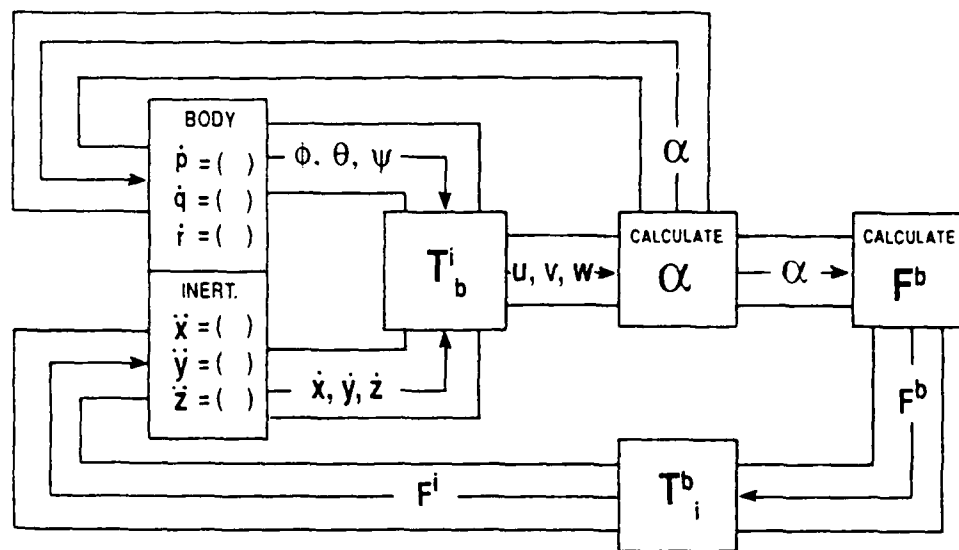 BODY
ṗ = ( )
q̇ = ( )
ṙ = ( )
INERT.
ẍ = ( )
ÿ = ( )
z̈ = ( )
ϕ. θ, ψ
ẋ, ẏ, ż
T^i_b
u, v, w
CALCULATE
α
α
α
CALCULATE
F^b
F^b
T^b_i
F^i